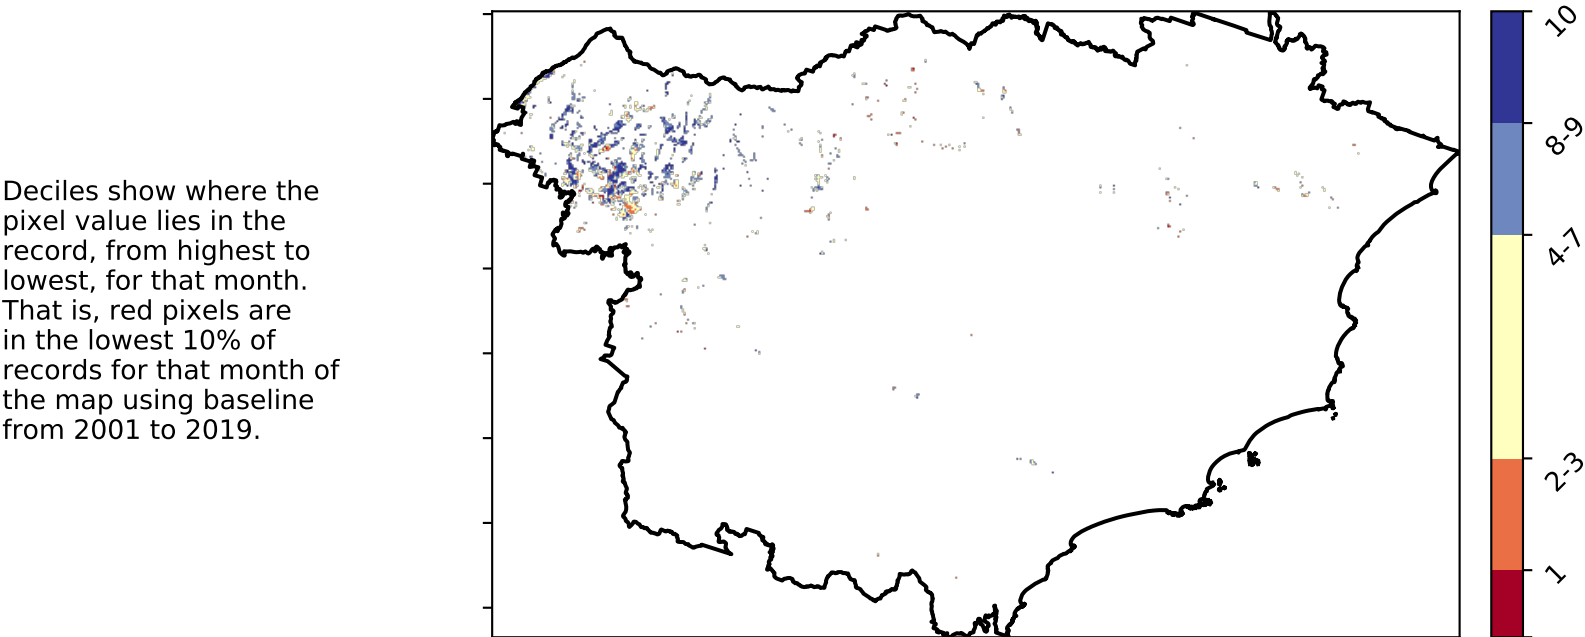 Deciles show where the
pixel value lies in the
record, from highest to
lowest, for that month.
That is, red pixels are
in the lowest 10% of
records for that month of
the map using baseline
from 2001 to 2019.
10
8-9
4-7
2-3
1